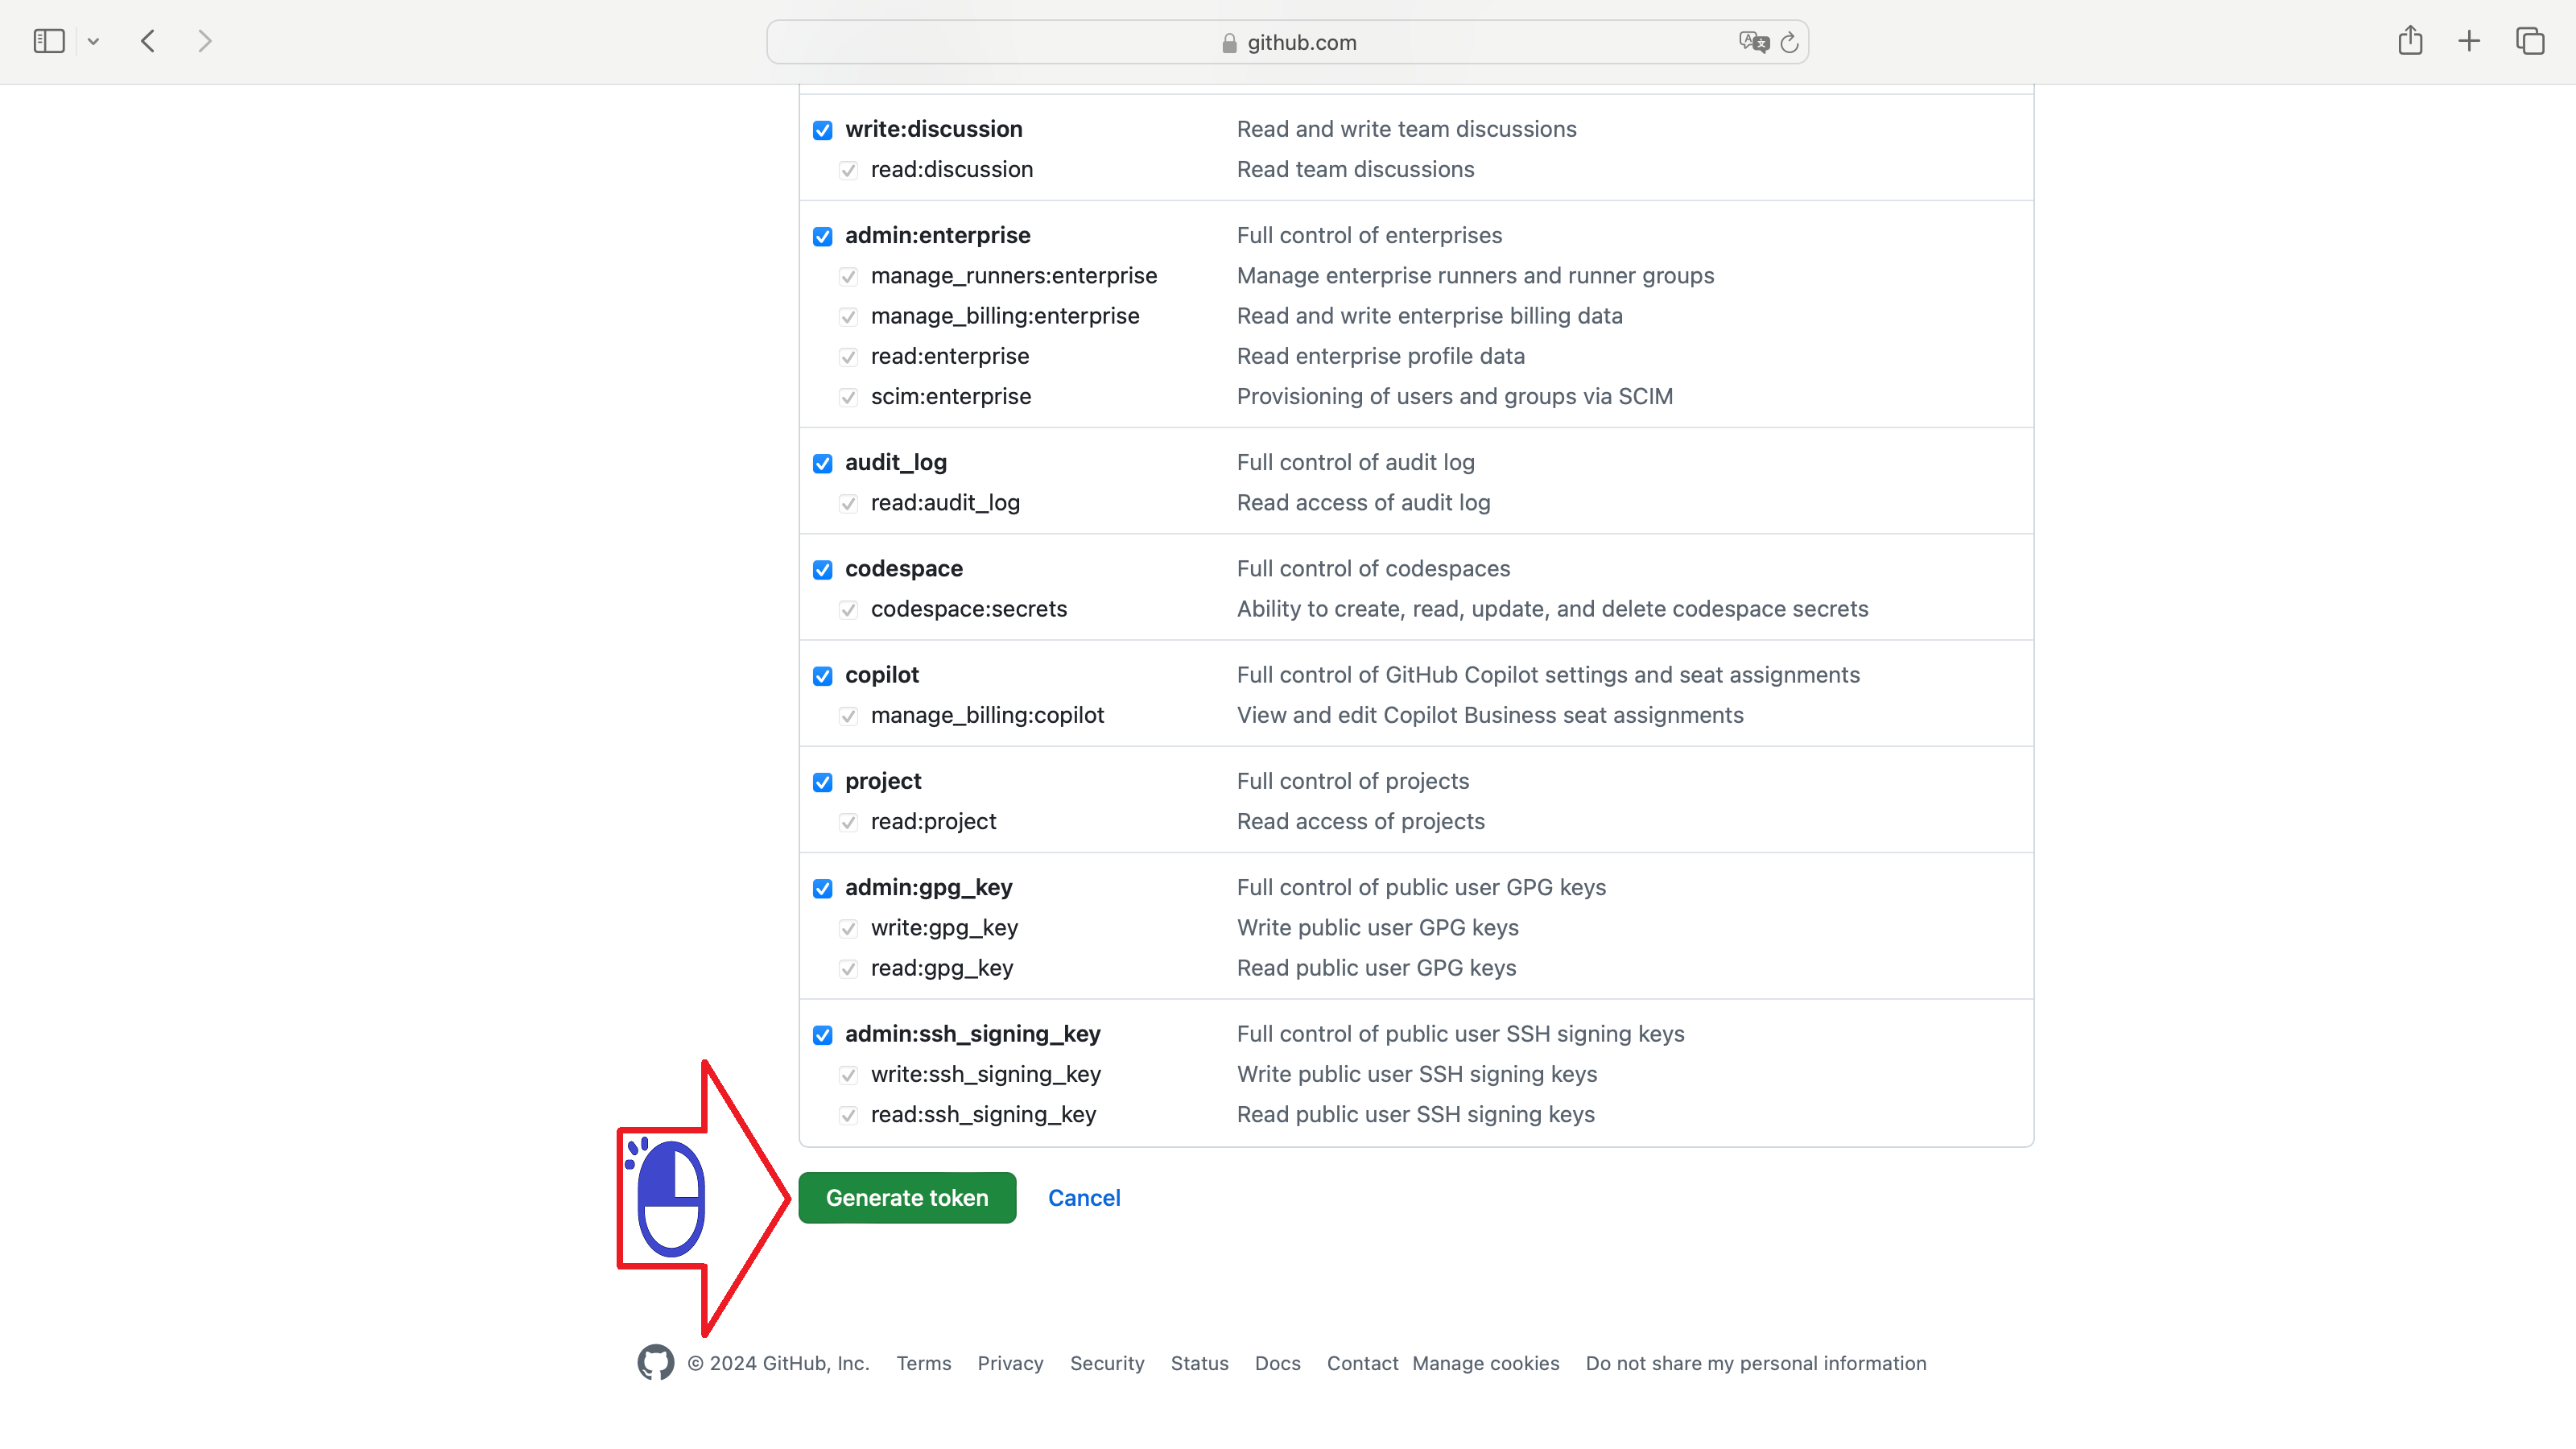 github.com
write:discussion Read and write team discussions
read:discussion Read team discussions
admin:enterprise Full control of enterprises
manage_runners:enterprise Manage enterprise runners and runner groups
manage_billing:enterprise Read and write enterprise billing data
read:enterprise Read enterprise profile data
scim:enterprise Provisioning of users and groups via SCIM
audit_log Full control of audit log
read:audit_log Read access of audit log
codespace Full control of codespaces
codespace:secrets Ability to create, read, update, and delete codespace secrets
copilot Full control of GitHub Copilot settings and seat assignments
manage_billing:copilot View and edit Copilot Business seat assignments
project Full control of projects
read:project Read access of projects
admin:gpg_key Full control of public user GPG keys
write:gpg_key Write public user GPG keys
read:gpg_key Read public user GPG keys
admin:ssh_signing_key Full control of public user SSH signing keys
write:ssh_signing_key Write public user SSH signing keys
read:ssh_signing_key Read public user SSH signing keys
Generate token Cancel
© 2024 GitHub, Inc. Terms Privacy Security Status Docs Contact Manage cookies Do not share my personal information